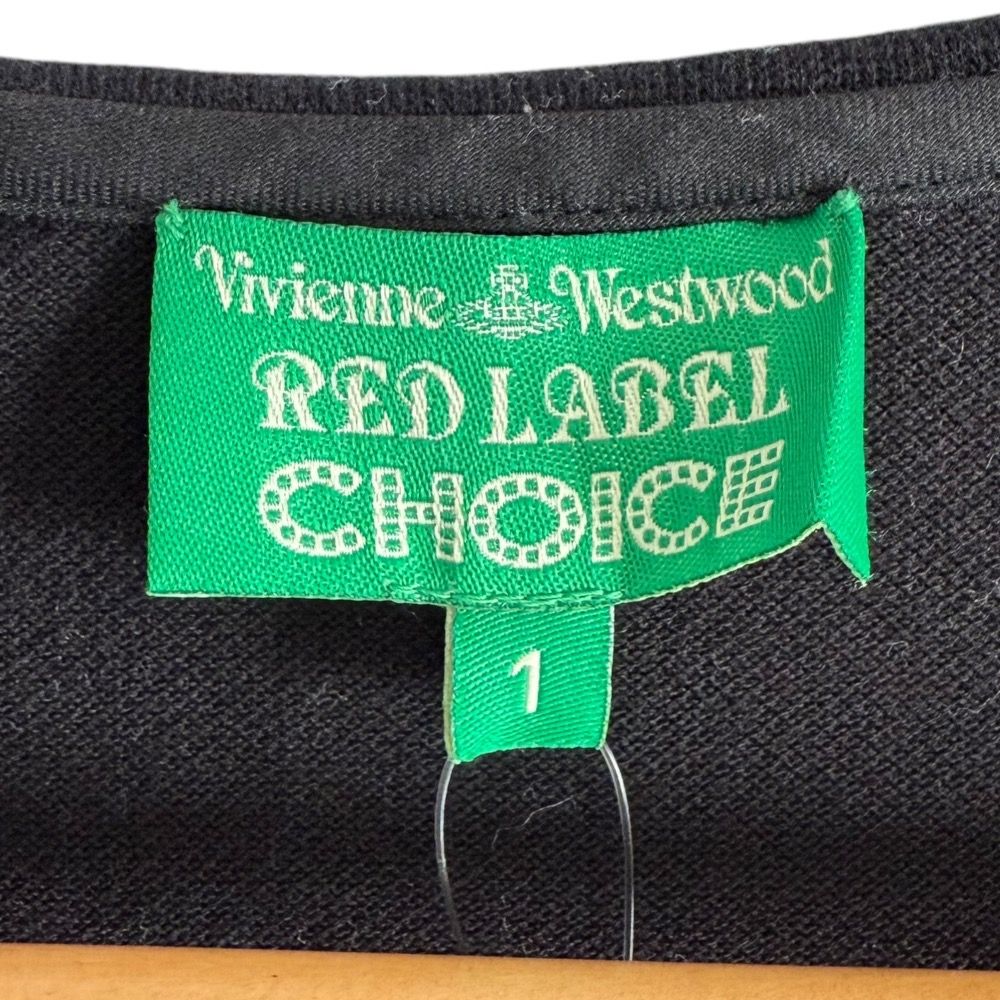 Vivienne Westwood
RED LABEL
CHOICE
1